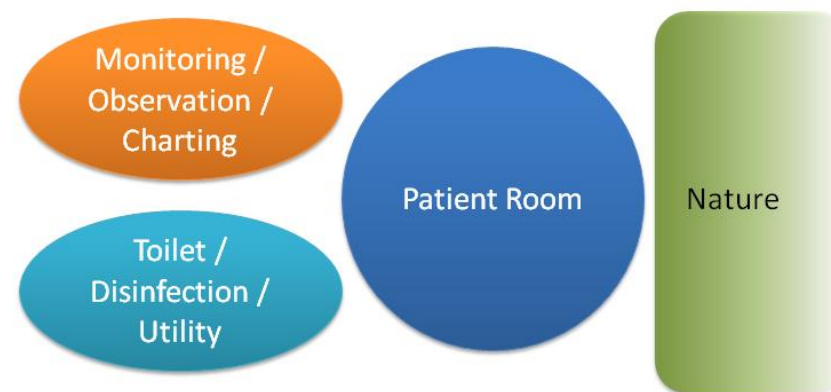 Monitoring /
Observation /
Charting
Patient Room
Nature
Toilet /
Disinfection /
Utility